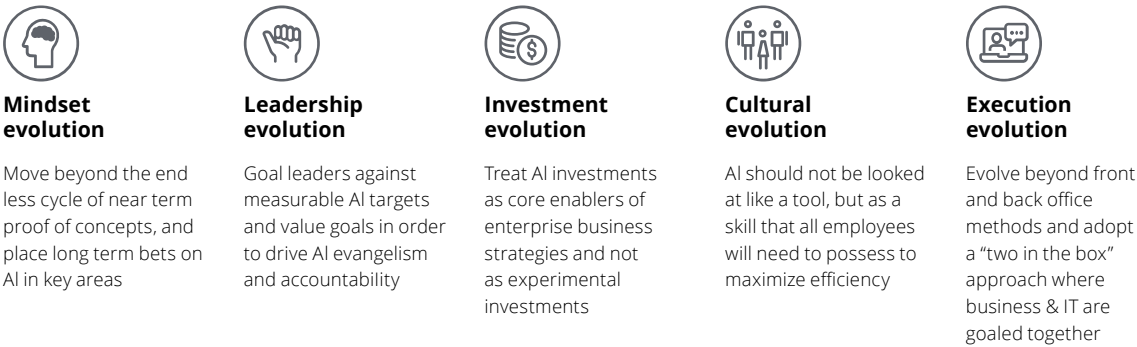 Mindset
evolution
Move beyond the end
less cycle of near term
proof of concepts, and
place long term bets on
AI in key areas
Leadership
evolution
Goal leaders against
measurable AI targets
and value goals in order
to drive AI evangelism
and accountability
Investment
evolution
Treat AI investments
as core enablers of
enterprise business
strategies and not
as experimental
investments
Cultural
evolution
AI should not be looked
at like a tool, but as a
skill that all employees
will need to possess to
maximize efficiency
Execution
evolution
Evolve beyond front
and back office
methods and adopt
a “two in the box”
approach where
business & IT are
goaled together